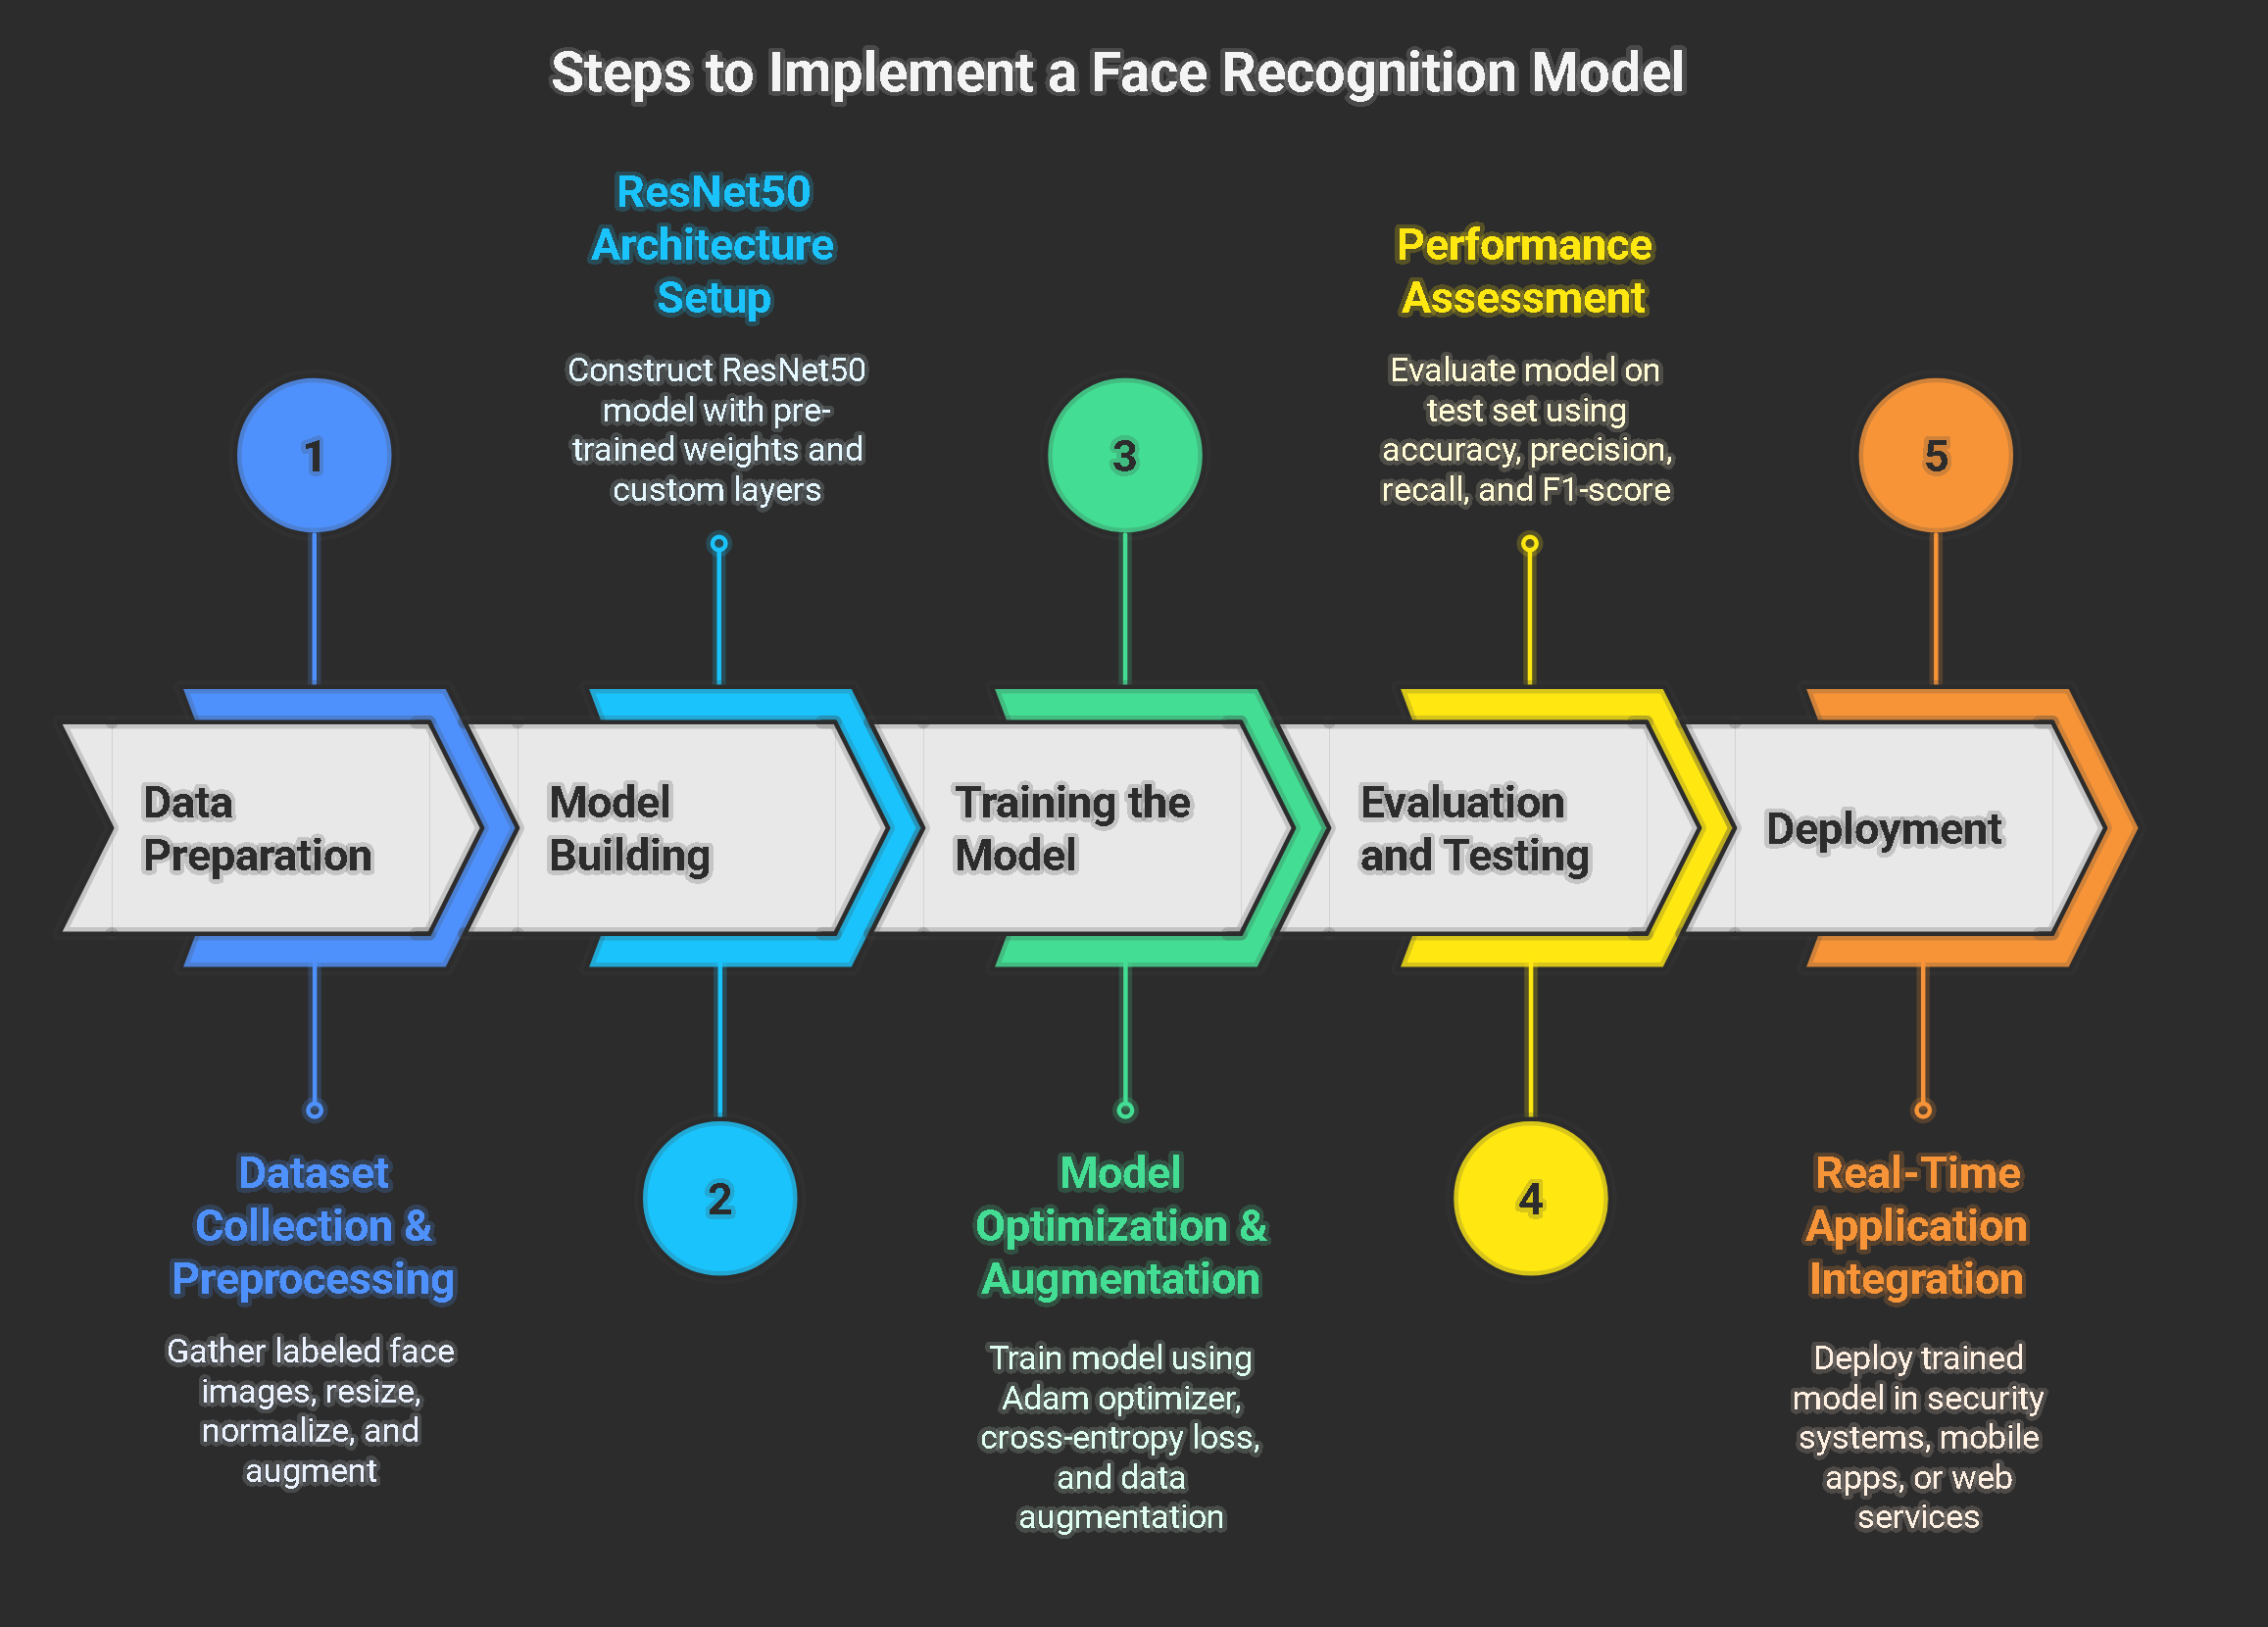 Steps to Implement a Face Recognition Model
ResNet50
Architecture
Setup
Construct ResNet50
model with pre-
trained weights and
custom layers
Performance
Assessment
Evaluate model on
test set using
accuracy, precision,
recall, and F1-score
1
3
5
Data
Preparation
Model
Building
Training the
Model
Evaluation
and Testing
Deployment
Dataset
Collection &
Preprocessing
Gather labeled face
images, resize,
normalize, and
augment
2
Model
Optimization &
Augmentation
Train model using
Adam optimizer,
cross-entropy loss,
and data
augmentation
4
Real-Time
Application
Integration
Deploy trained
model in security
systems, mobile
apps, or web
services